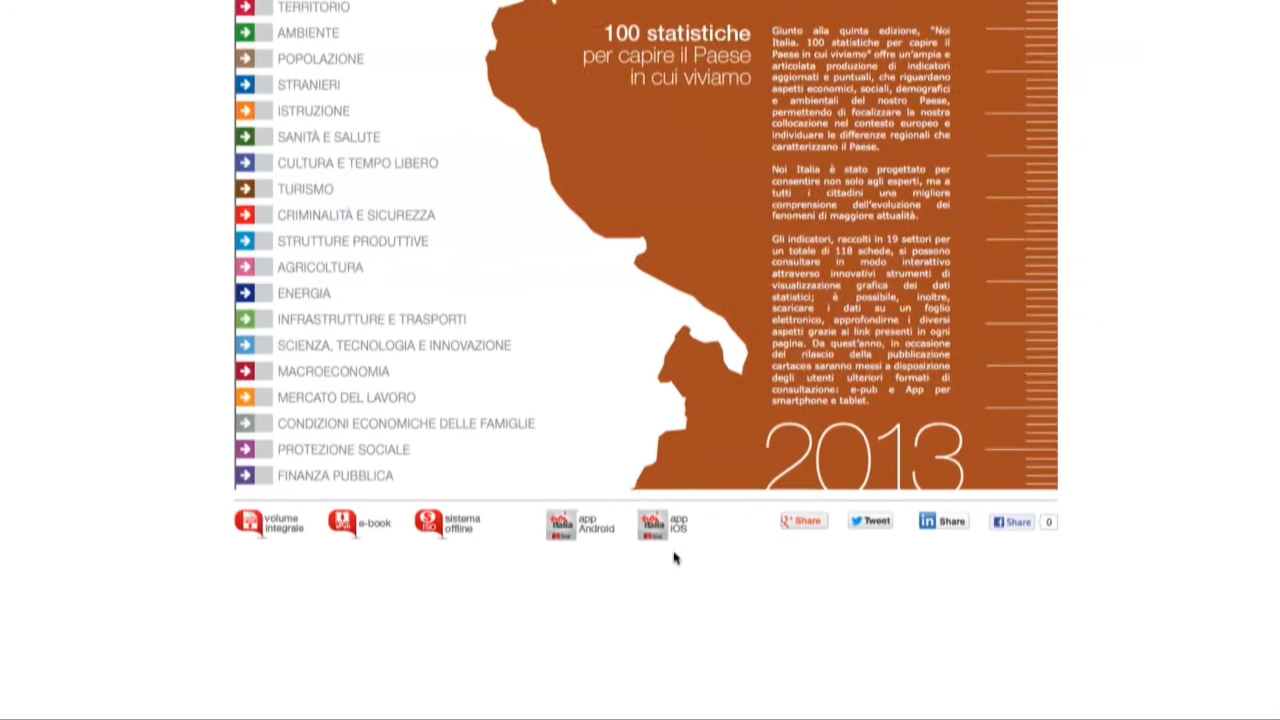 TERRITORIO
AMBIENTE
POPOLAZIONE
STRANIERI
ISTRUZIONE
SANITÀ E SALUTE
CULTURA E TEMPO LIBERO
TURISMO
CRIMINALITÀ E SICUREZZA
STRUTTURE PRODUTTIVE
AGRICOLTURA
ENERGIA
INFRASTRUTTURE E TRASPORTI
SCIENZA, TECNOLOGIA E INNOVAZIONE
MACROECONOMIA
MERCATO DEL LAVORO
CONDIZIONI ECONOMICHE DELLE FAMIGLIE
PROTEZIONE SOCIALE
FINANZA PUBBLICA
100 statistiche
per capire il Paese
in cui viviamo
Giunto alla quinta edizione, "Noi
Italia. 100 statistiche per capire il
Paese in cui viviamo" offre un'ampia e
articolata produzione di indicatori
aggiornati e puntuali, che riguardano
aspetti economici, sociali, demografici
e ambientali del nostro Paese,
permettendo di focalizzare la nostra
collocazione nel contesto europeo e
individuare le differenze regionali che
caratterizzano il Paese.
Noi Italia è stato progettato per
consentire non solo agli esperti, ma a
tutti i cittadini una migliore
comprensione dell'evoluzione dei
fenomeni di maggiore attualità.
Gli indicatori, raccolti in 19 settori per
un totale di 118 schede, si possono
consultare in modo interattivo
attraverso innovativi strumenti di
visualizzazione grafica dei dati
statistici; è possibile, inoltre,
scaricare i dati su un foglio
elettronico, approfondirne i diversi
aspetti grazie ai link presenti in ogni
pagina. Da quest'anno, in occasione
del rilascio della pubblicazione
cartacea saranno messi a disposizione
degli utenti ulteriori formati di
consultazione: e-pub e App per
smartphone e tablet.
2013
volume
integrale
e-book
ISO
sistema
offline
noi
italia
app
Android
noi
italia
app
iOS
g+ Share
Tweet
in Share
f Share
0